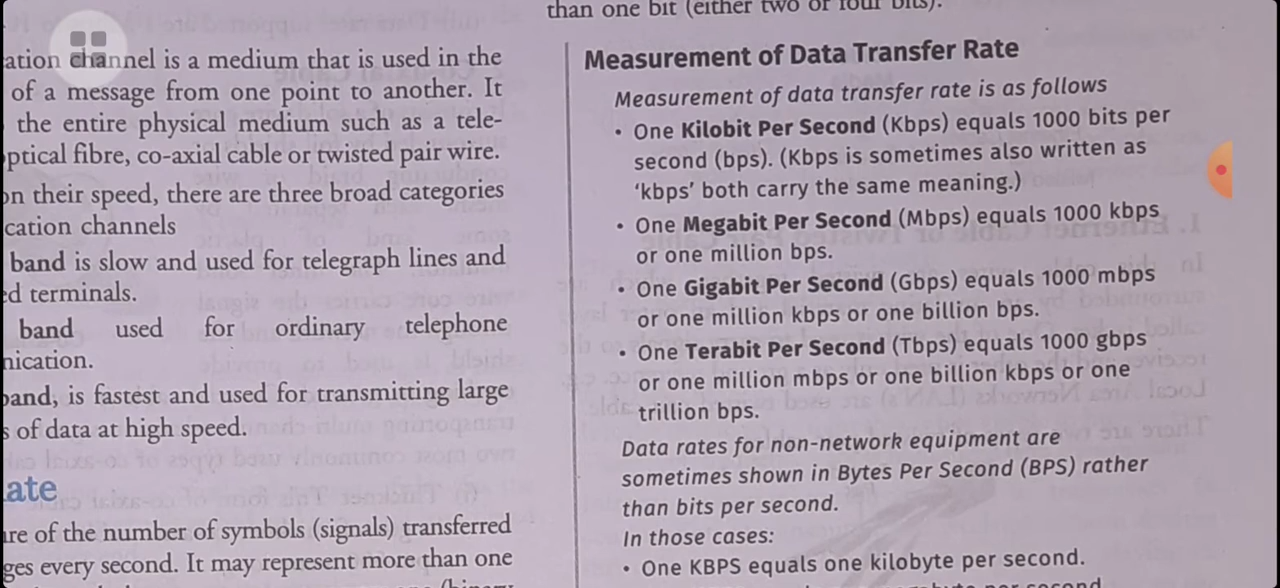 ation channel is a medium that is used in the
of a message from one point to another. It
the entire physical medium such as a tele-
ptical fibre, co-axial cable or twisted pair wire.
on their speed, there are three broad categories
cation channels
band is slow and used for telegraph lines and
ed terminals.
band used for ordinary telephone
nication.
band, is fastest and used for transmitting large
s of data at high speed.
ate
ure of the number of symbols (signals) transferred
ges every second. It may represent more than one
than one bit (either two or four bits).
Measurement of Data Transfer Rate
Measurement of data transfer rate is as follows
• One Kilobit Per Second (Kbps) equals 1000 bits per
second (bps). (Kbps is sometimes also written as
‘kbps’ both carry the same meaning.)
• One Megabit Per Second (Mbps) equals 1000 kbps
or one million bps.
• One Gigabit Per Second (Gbps) equals 1000 mbps
or one million kbps or one billion bps.
• One Terabit Per Second (Tbps) equals 1000 gbps
or one million mbps or one billion kbps or one
trillion bps.
Data rates for non-network equipment are
sometimes shown in Bytes Per Second (BPS) rather
than bits per second.
In those cases:
• One KBPS equals one kilobyte per second.